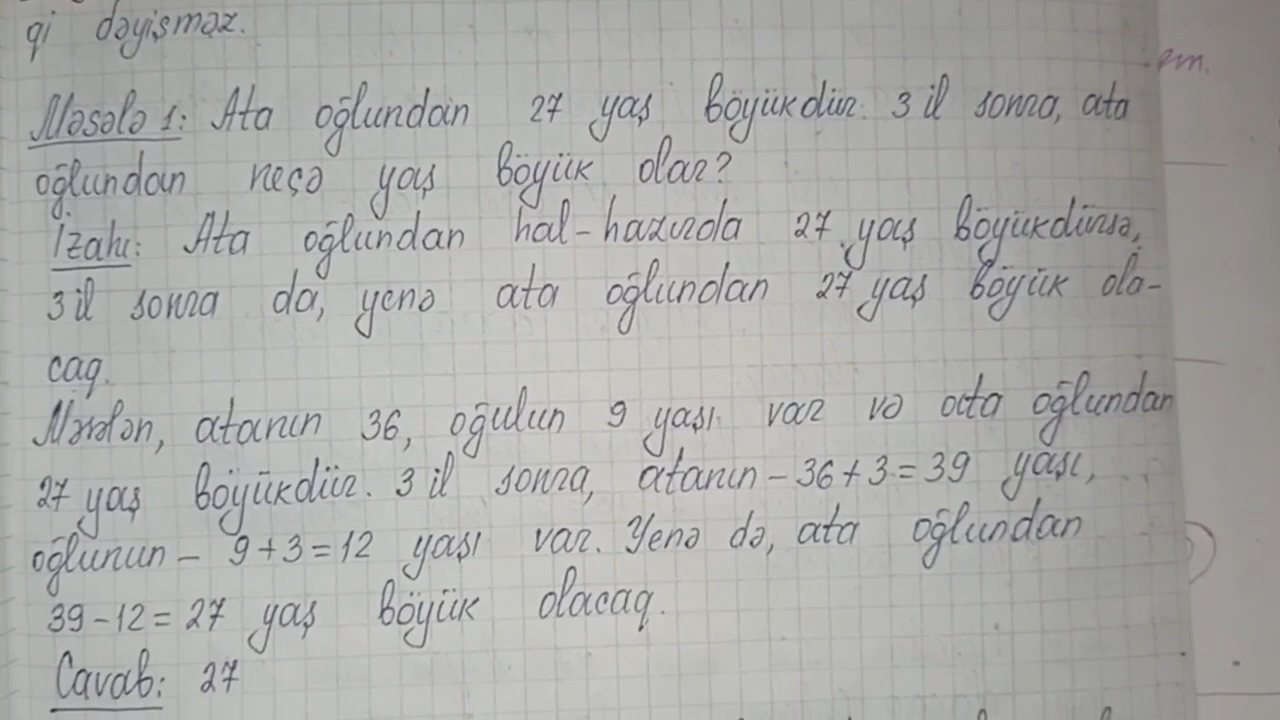 qi dəyişməz.
Məsələ 1: Ata oğlundan 27 yaş böyükdür. 3 il sonra, ata
oğlundan neçə yaş böyük olar?
İzahı: Ata oğlundan hal-hazırda 27 yaş böyükdürsə,
3 il sonra da, yenə ata oğlundan 27 yaş böyük ola-
caq.
Məsələn, atanın 36, oğulun 9 yaşı var və ata oğlundan
27 yaş böyükdür. 3 il sonra, atanın – 36+3=39 yaşı,
oğlunun – 9+3=12 yaşı var. Yenə də, ata oğlundan
39-12=27 yaş böyük olacaq.
Cavab: 27